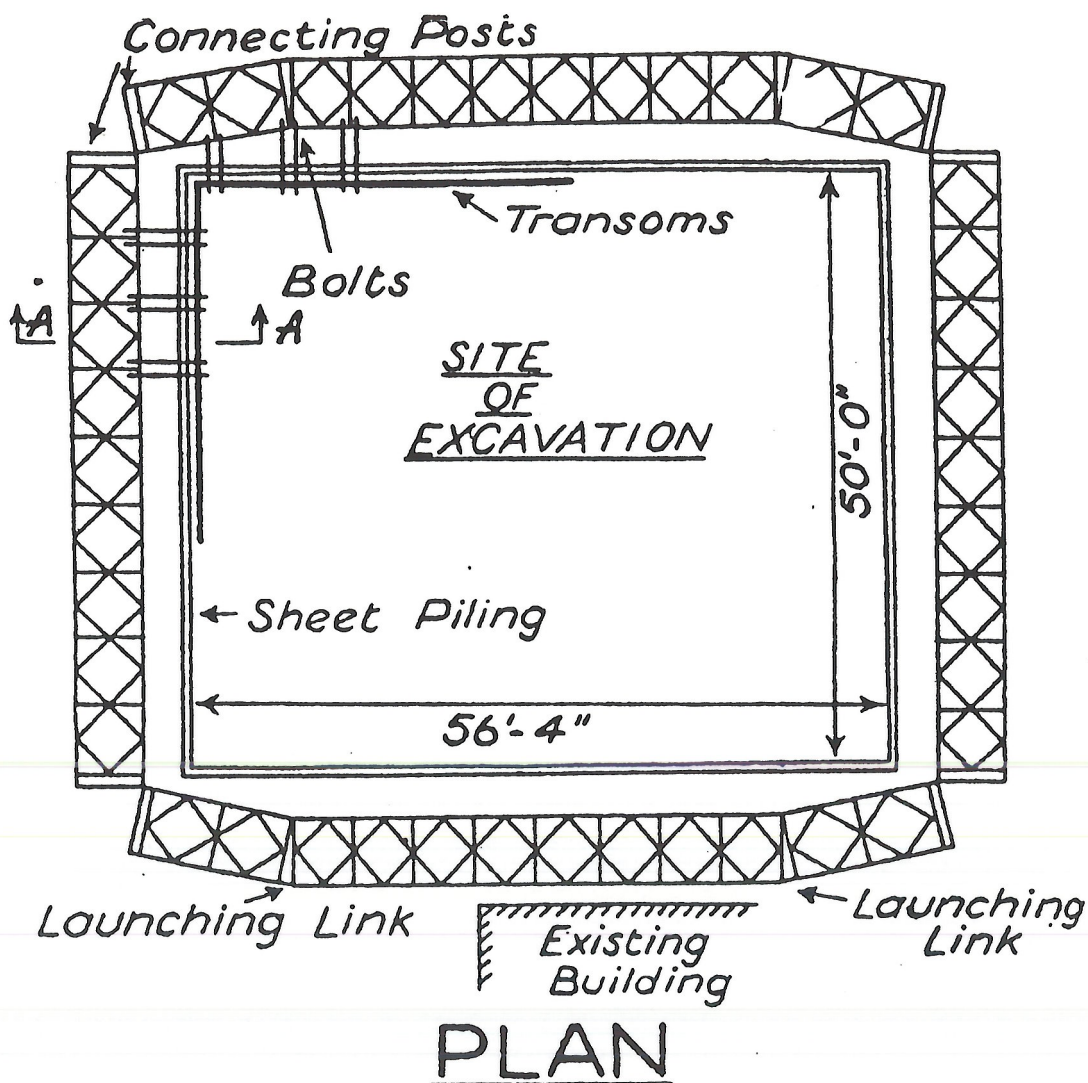 Connecting Posts
Transoms
Bolts
A
A
SITE
OF
EXCAVATION
50'-0"
Sheet Piling
56'-4"
Launching Link
Launching
Link
Existing
Building
PLAN